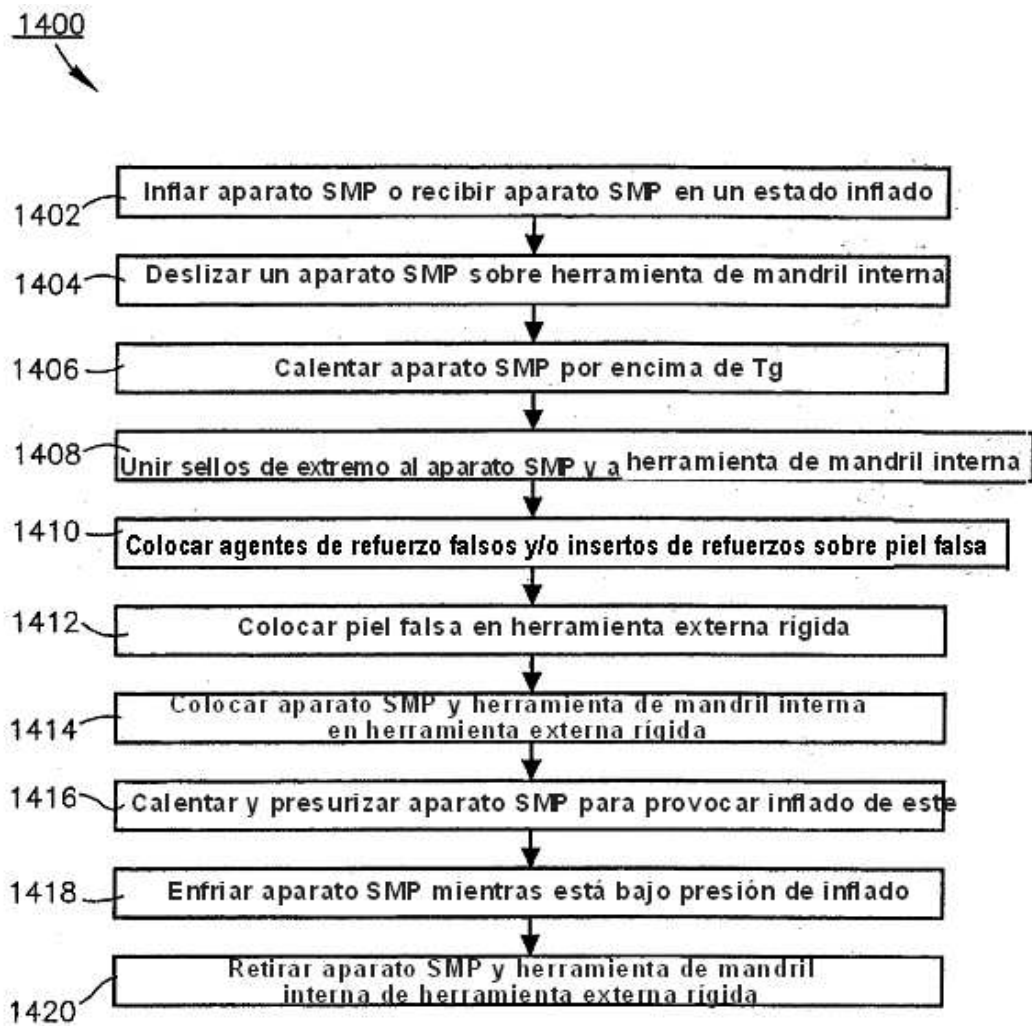 1400
1402
Inflar aparato SMP o recibir aparato SMP en un estado inflado
1404
Deslizar un aparato SMP sobre herramienta de mandril interna
1406
Calentar aparato SMP por encima de Tg
1408
Unir sellos de extremo al aparato SMP y a herramienta de mandril interna
1410
Colocar agentes de refuerzo falsos y/o insertos de refuerzos sobre piel falsa
1412
Colocar piel falsa en herramienta externa rígida
1414
Colocar aparato SMP y herramienta de mandril interna
en herramienta externa rígida
1416
Calentar y presurizar aparato SMP para provocar inflado de este
1418
Enfriar aparato SMP mientras está bajo presión de inflado
1420
Retirar aparato SMP y herramienta de mandril
interna de herramienta externa rígida